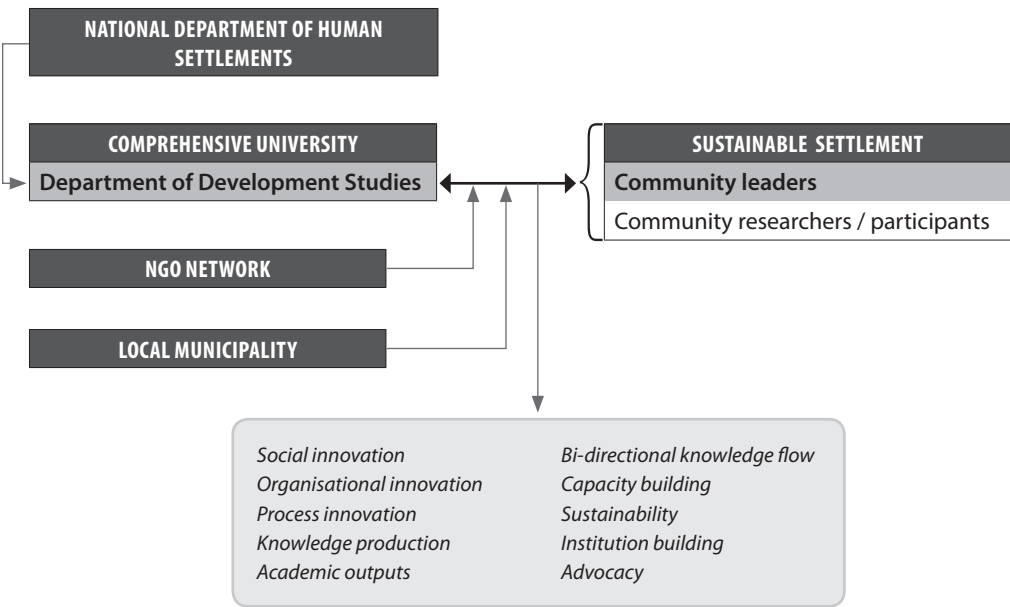 NATIONAL DEPARTMENT OF HUMAN
SETTLEMENTS
COMPREHENSIVE UNIVERSITY
Department of Development Studies
SUSTAINABLE SETTLEMENT
Community leaders
Community researchers / participants
NGO NETWORK
LOCAL MUNICIPALITY
Social innovation
Organisational innovation
Process innovation
Knowledge production
Academic outputs
Bi-directional knowledge flow
Capacity building
Sustainability
Institution building
Advocacy